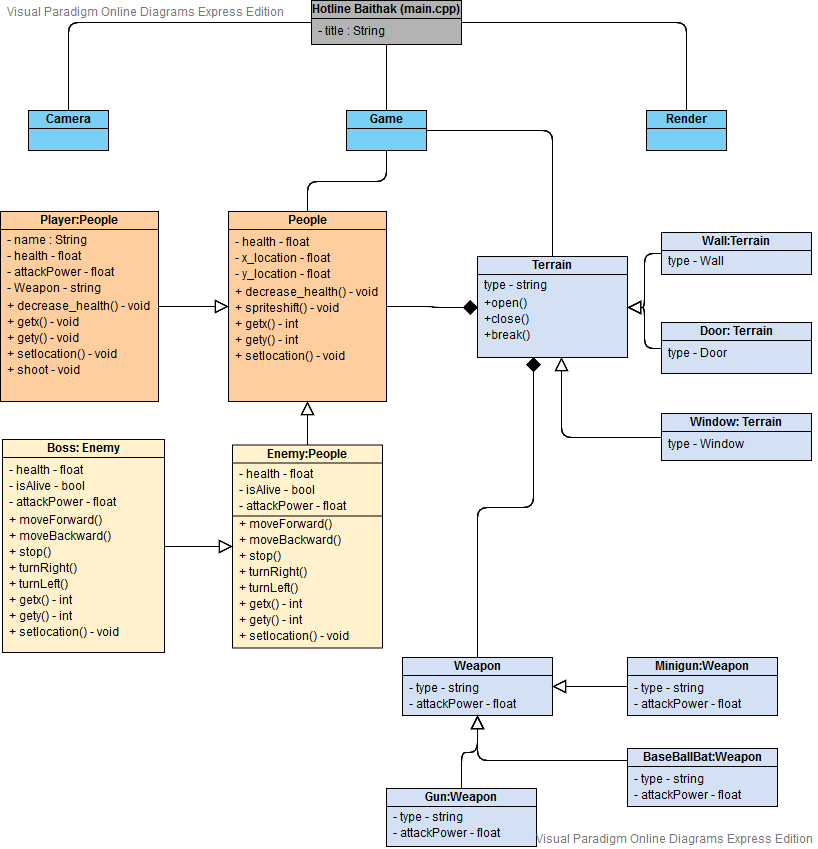 Visual Paradigm Online Diagrams Express Edition
Hotline Baithak (main.cpp)
- title : String
Camera
Game
Render
Player:People
- name : String
- health - float
- attackPower - float
- Weapon - string
+ decrease_health() - void
+ getx() - void
+ gety() - void
+ setlocation() - void
+ shoot - void
People
- health - float
- x_location - float
- y_location - float
+ decrease_health() - void
+ spriteshift() - void
+ getx() - int
+ gety() - int
+ setlocation() - void
Terrain
type - string
+open()
+close()
+break()
Wall:Terrain
type - Wall
Door: Terrain
type - Door
Window: Terrain
type - Window
Boss: Enemy
- health - float
- isAlive - bool
- attackPower - float
+ moveForward()
+ moveBackward()
+ stop()
+ turnRight()
+ turnLeft()
+ getx() - int
+ gety() - int
+ setlocation() - void
Enemy:People
- health - float
- isAlive - bool
- attackPower - float
+ moveForward()
+ moveBackward()
+ stop()
+ turnRight()
+ turnLeft()
+ getx() - int
+ gety() - int
+ setlocation() - void
Weapon
- type - string
- attackPower - float
Minigun:Weapon
- type - string
- attackPower - float
BaseBallBat:Weapon
- type - string
- attackPower - float
Gun:Weapon
- type - string
- attackPower - float
Visual Paradigm Online Diagrams Express Edition